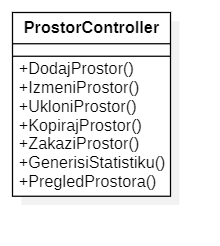 ProstorController
+DodajProstor()
+IzmeniProstor()
+UkloniProstor()
+KopirajProstor()
+ZakaziProstor()
+GenerisiStatistiku()
+PregledProstora()